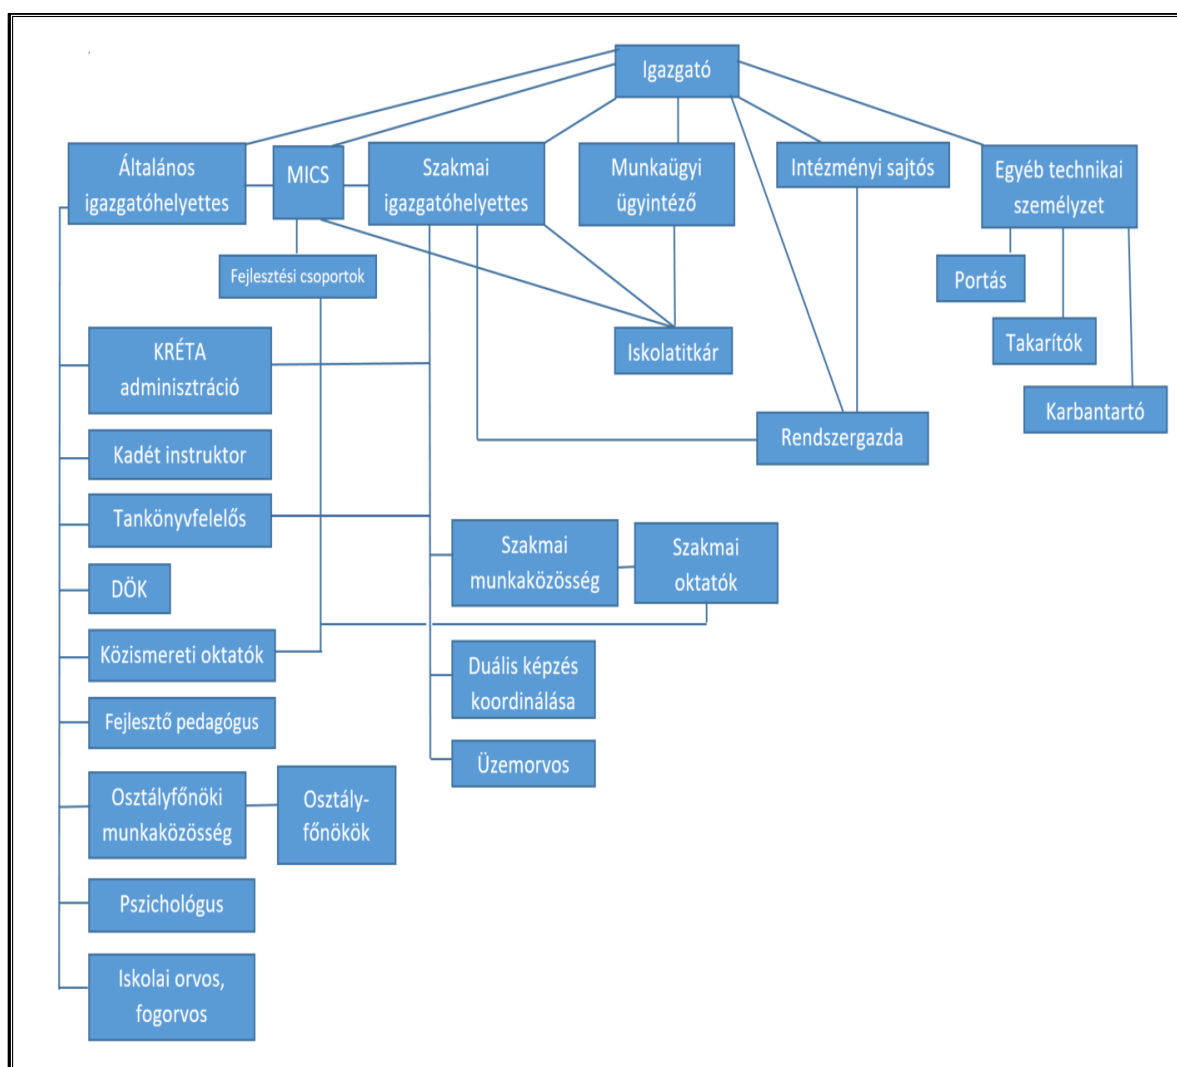 Igazgató
Általános
igazgatóhelyettes
MICS
Szakmai
igazgatóhelyettes
Munkaügyi
ügyintéző
Intézményi sajtós
Egyéb technikai
személyzet
Fejlesztési csoportok
Portás
Iskolatitkár
Takarítók
KRÉTA
adminisztráció
Karbantartó
Rendszergazda
Kadét instruktor
Tankönyvfelelős
Szakmai
munkaközösség
Szakmai
oktatók
DÖK
Közismereti oktatók
Duális képzés
koordinálása
Fejlesztő pedagógus
Üzemorvos
Osztályfőnöki
munkaközösség
Osztály-
főnökök
Pszichológus
Iskolai orvos,
fogorvos